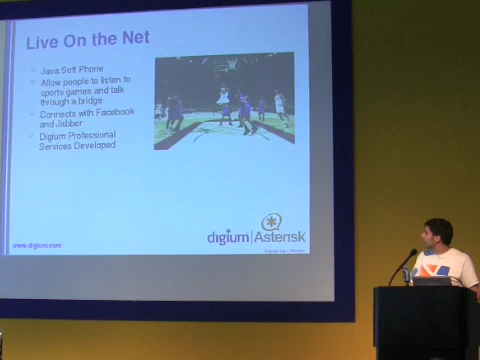 Live On the Net
Java Soft Phone
Allow people to listen to
sports games and talk
through a bridge
Connects with Facebook
and Jabber
Digium Professional
Services Developed
www.digium.com
digium | Asterisk